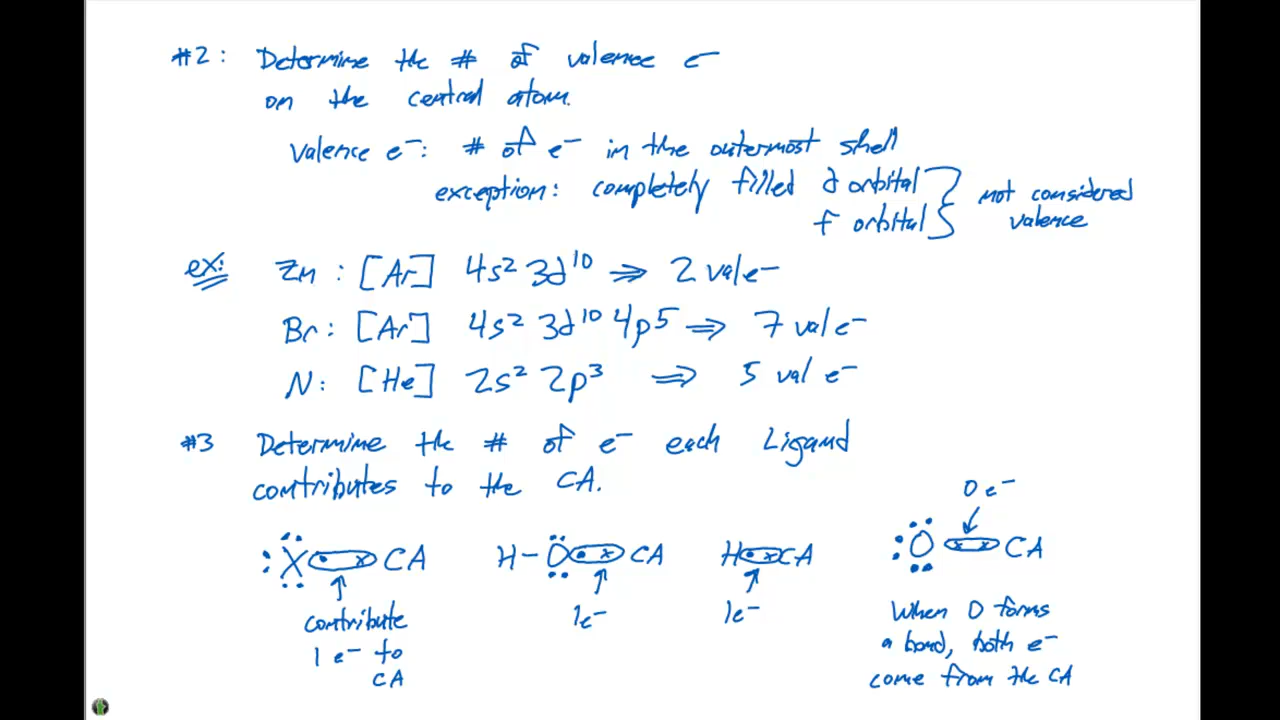 #2: Determine the # of valence e⁻
on the central atom.
valence e⁻: # of e⁻ in the outermost shell
exception: completely filled d orbital } not considered
f orbital } valence
ex: Zn: [Ar] 4s² 3d¹⁰ ⇒ 2 val e⁻
Br: [Ar] 4s² 3d¹⁰ 4p5 ⇒ 7 val e⁻
N: [He] 2s² 2p³ ⇒ 5 val e⁻
#3 Determine the # of e⁻ each Ligand
contributes to the CA.
0 e⁻
X CA H-O CA H CA O CA
contribute 1e⁻ 1e⁻ When O forms
1 e⁻ to a bond, both e⁻
CA come from the CA